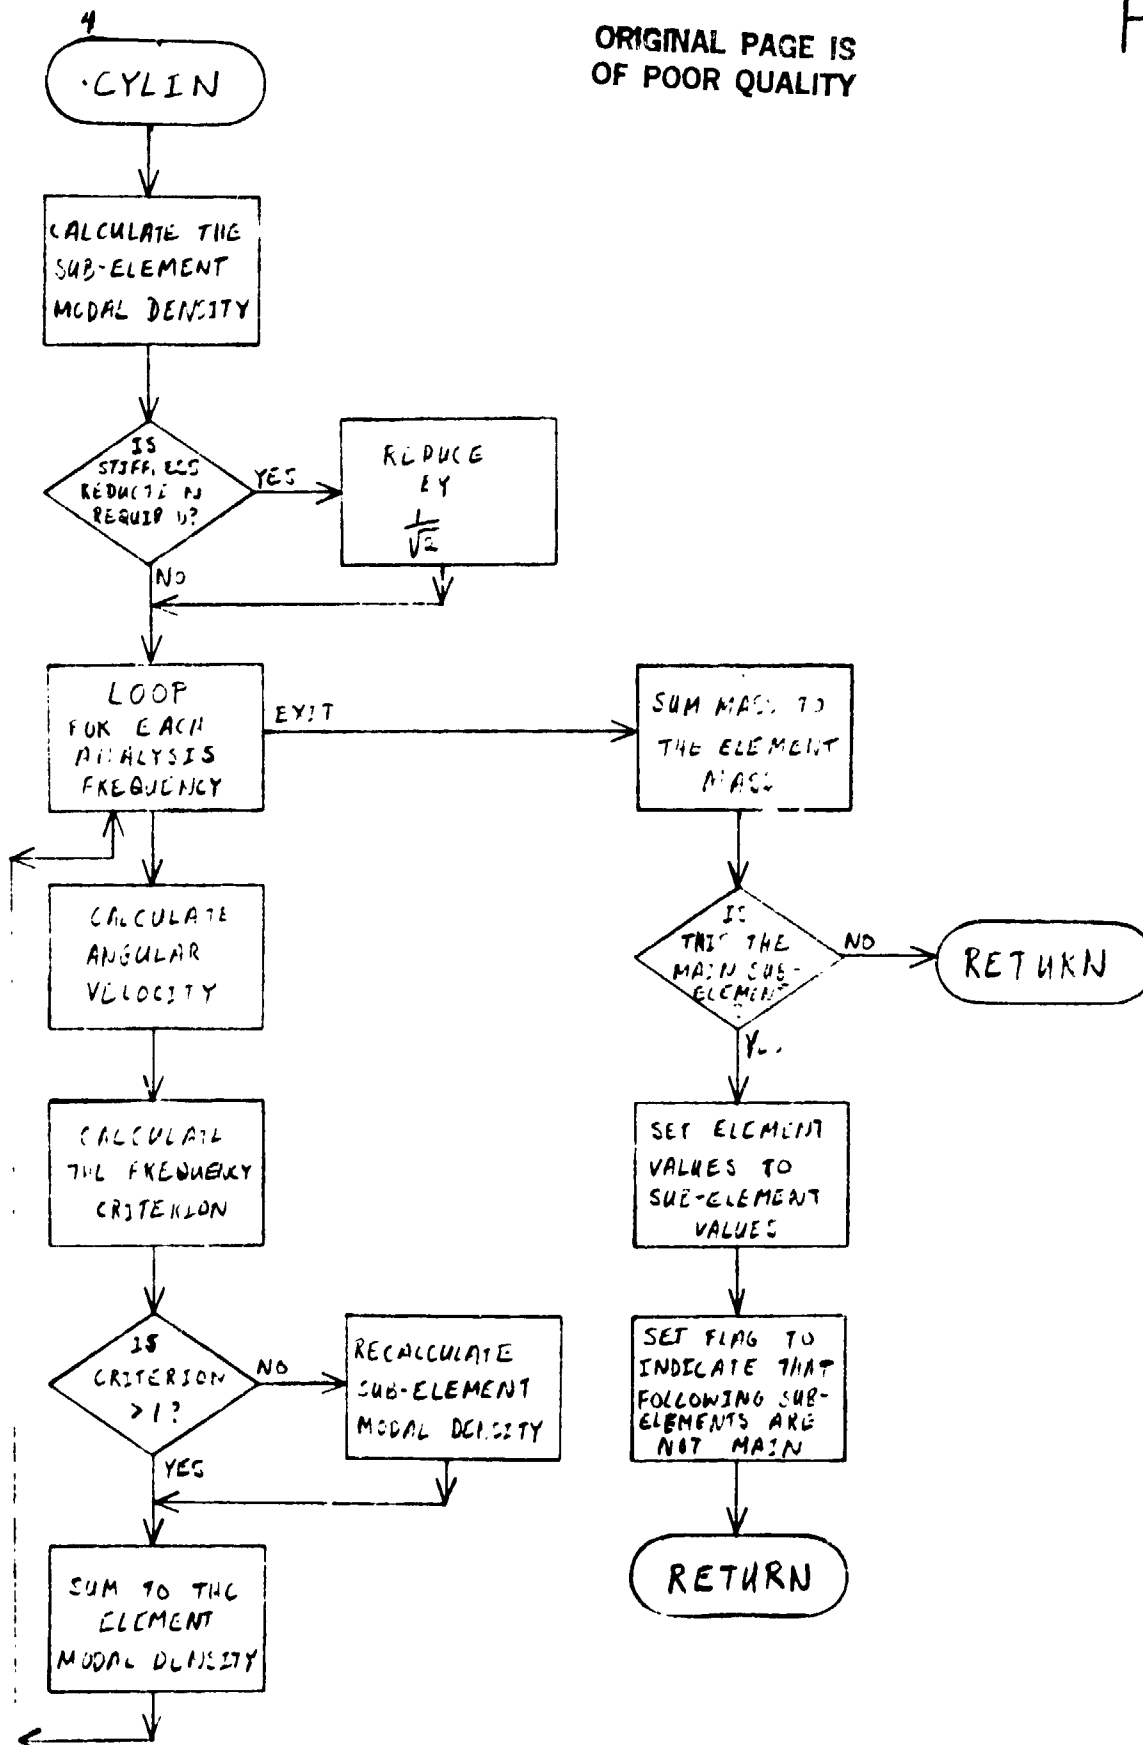 4
ORIGINAL PAGE IS
OF POOR QUALITY
CYLIN
CALCULATE THE
SUB-ELEMENT
MODAL DENSITY
IS
STIFFNESS
REDUCTION
REQUIRED?
YES
REDUCE
BY
1
√2
NO
LOOP
FOR EACH
ANALYSIS
FREQUENCY
EXIT
SUM MASS TO
THE ELEMENT
MASS
CALCULATE
ANGULAR
VELOCITY
IS
THIS THE
MAIN SUB-
ELEMENT
?
NO
RETURN
YES
CALCULATE
THE FREQUENCY
CRITERION
SET ELEMENT
VALUES TO
SUB-ELEMENT
VALUES
IS
CRITERION
> 1?
NO
RECALCULATE
SUB-ELEMENT
MODAL DENSITY
YES
SET FLAG TO
INDICATE THAT
FOLLOWING SUB-
ELEMENTS ARE
NOT MAIN
SUM TO THE
ELEMENT
MODAL DENSITY
RETURN